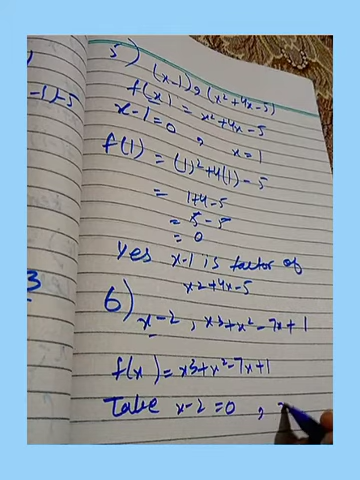 5) (x-1), (x²+4x-5)
f(x) = x²+4x-5
x-1=0 , x=1
f(1) = (1)²+4(1)-5
= 1+4-5
= 5-5
= 0
Yes x-1 is factor of
x2+4x-5
6) x-2, x3+x²-7x+1
f(x) = x3+x²-7x+1
Take x-2=0 ,
-1)-5
3